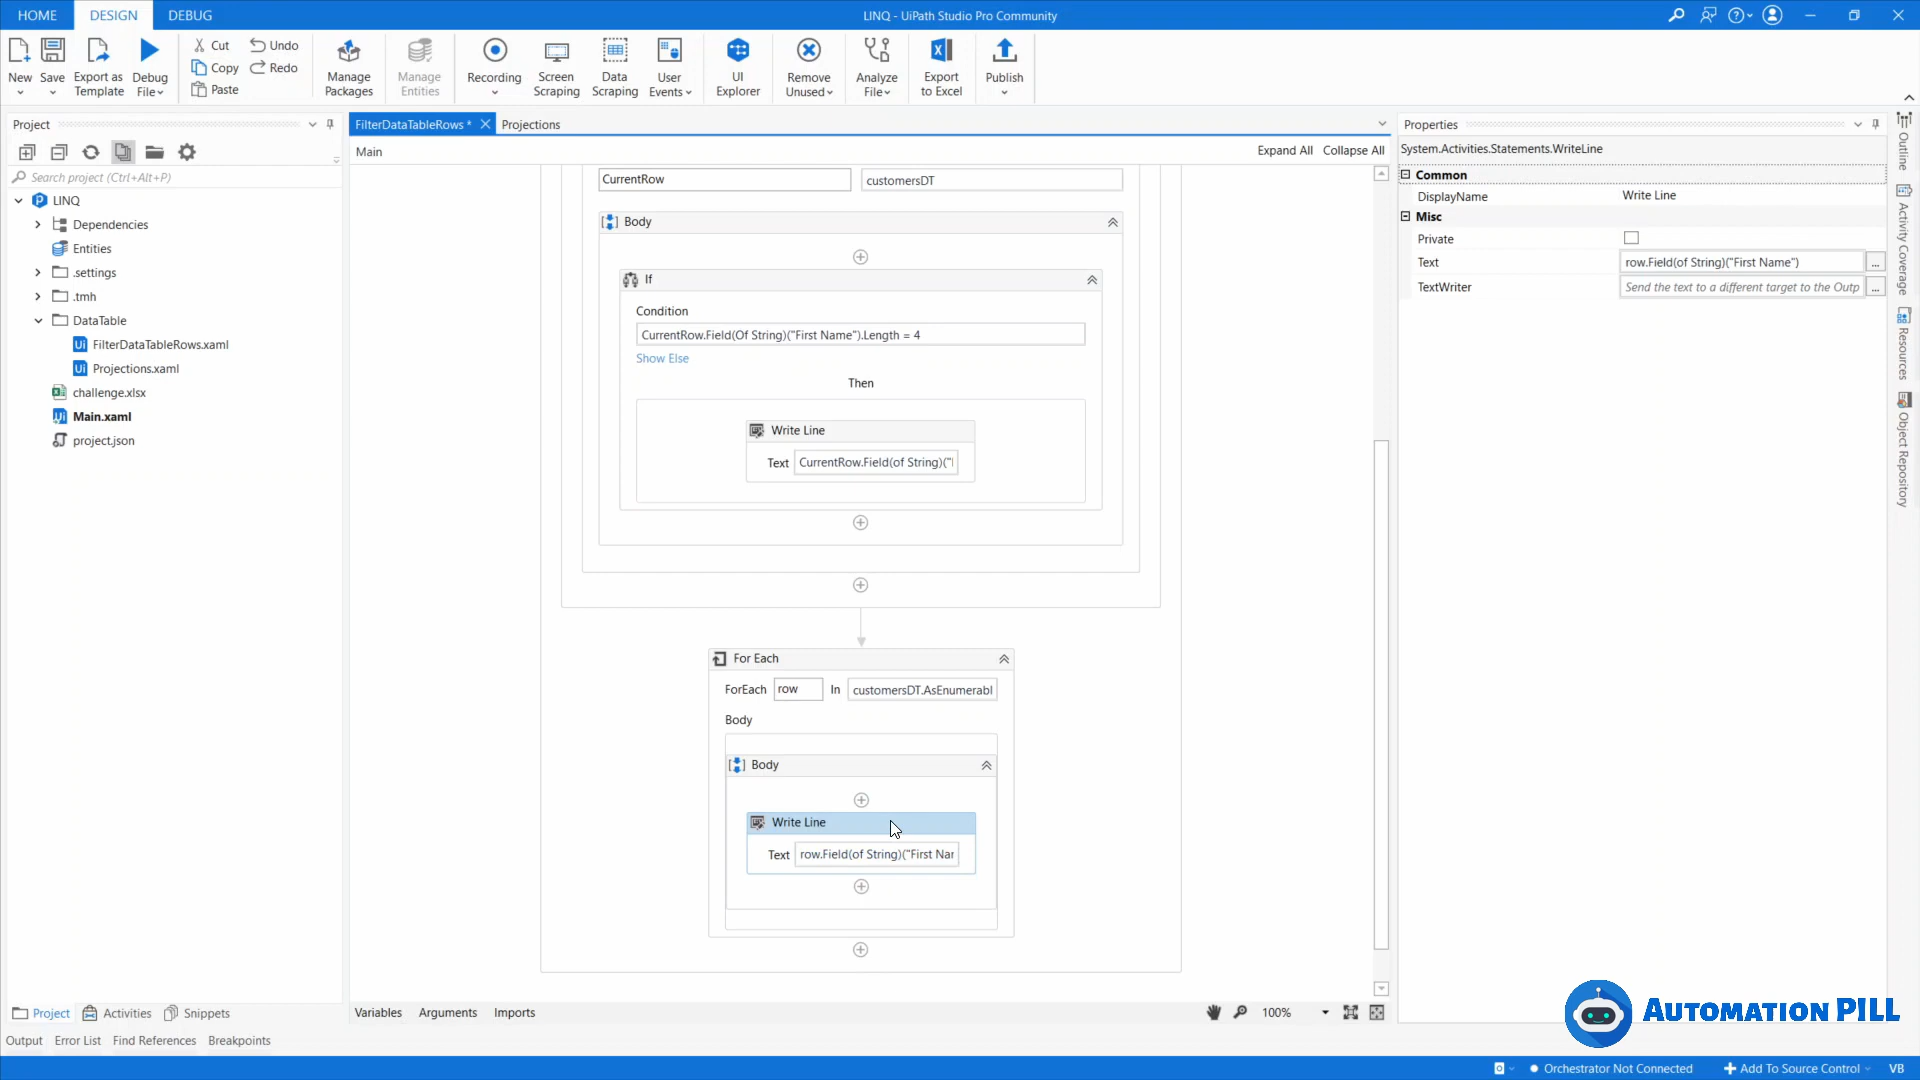 HOME DESIGN DEBUG
LINQ - UiPath Studio Pro Community
New
Save
Export as Template
Debug File
Cut
Copy
Paste
Undo
Redo
Manage Packages
Manage Entities
Recording
Screen Scraping
Data Scraping
User Events
UI Explorer
Remove Unused
Analyze File
Export to Excel
Publish
Project
Search project (Ctrl+Alt+P)
LINQ
Dependencies
Entities
.settings
.tmh
DataTable
FilterDataTableRows.xaml
Projections.xaml
challenge.xlsx
Main.xaml
project.json
Project Activities Snippets
FilterDataTableRows * Projections
Main
Expand All Collapse All
CurrentRow customersDT
Body
If
Condition
CurrentRow.Field(Of String)("First Name").Length = 4
Show Else
Then
Write Line
Text CurrentRow.Field(of String)("
For Each
ForEach row In customersDT.AsEnumerabl
Body
Body
Write Line
Text row.Field(of String)("First Nar
Variables Arguments Imports
100%
Properties
System.Activities.Statements.WriteLine
Common
DisplayName Write Line
Misc
Private
Text row.Field(of String)("First Name") ...
TextWriter Send the text to a different target to the Outp ...
Outline
Activity Coverage
Resources
Object Repository
AUTOMATION PILL
Output Error List Find References Breakpoints
Orchestrator Not Connected Add To Source Control VB